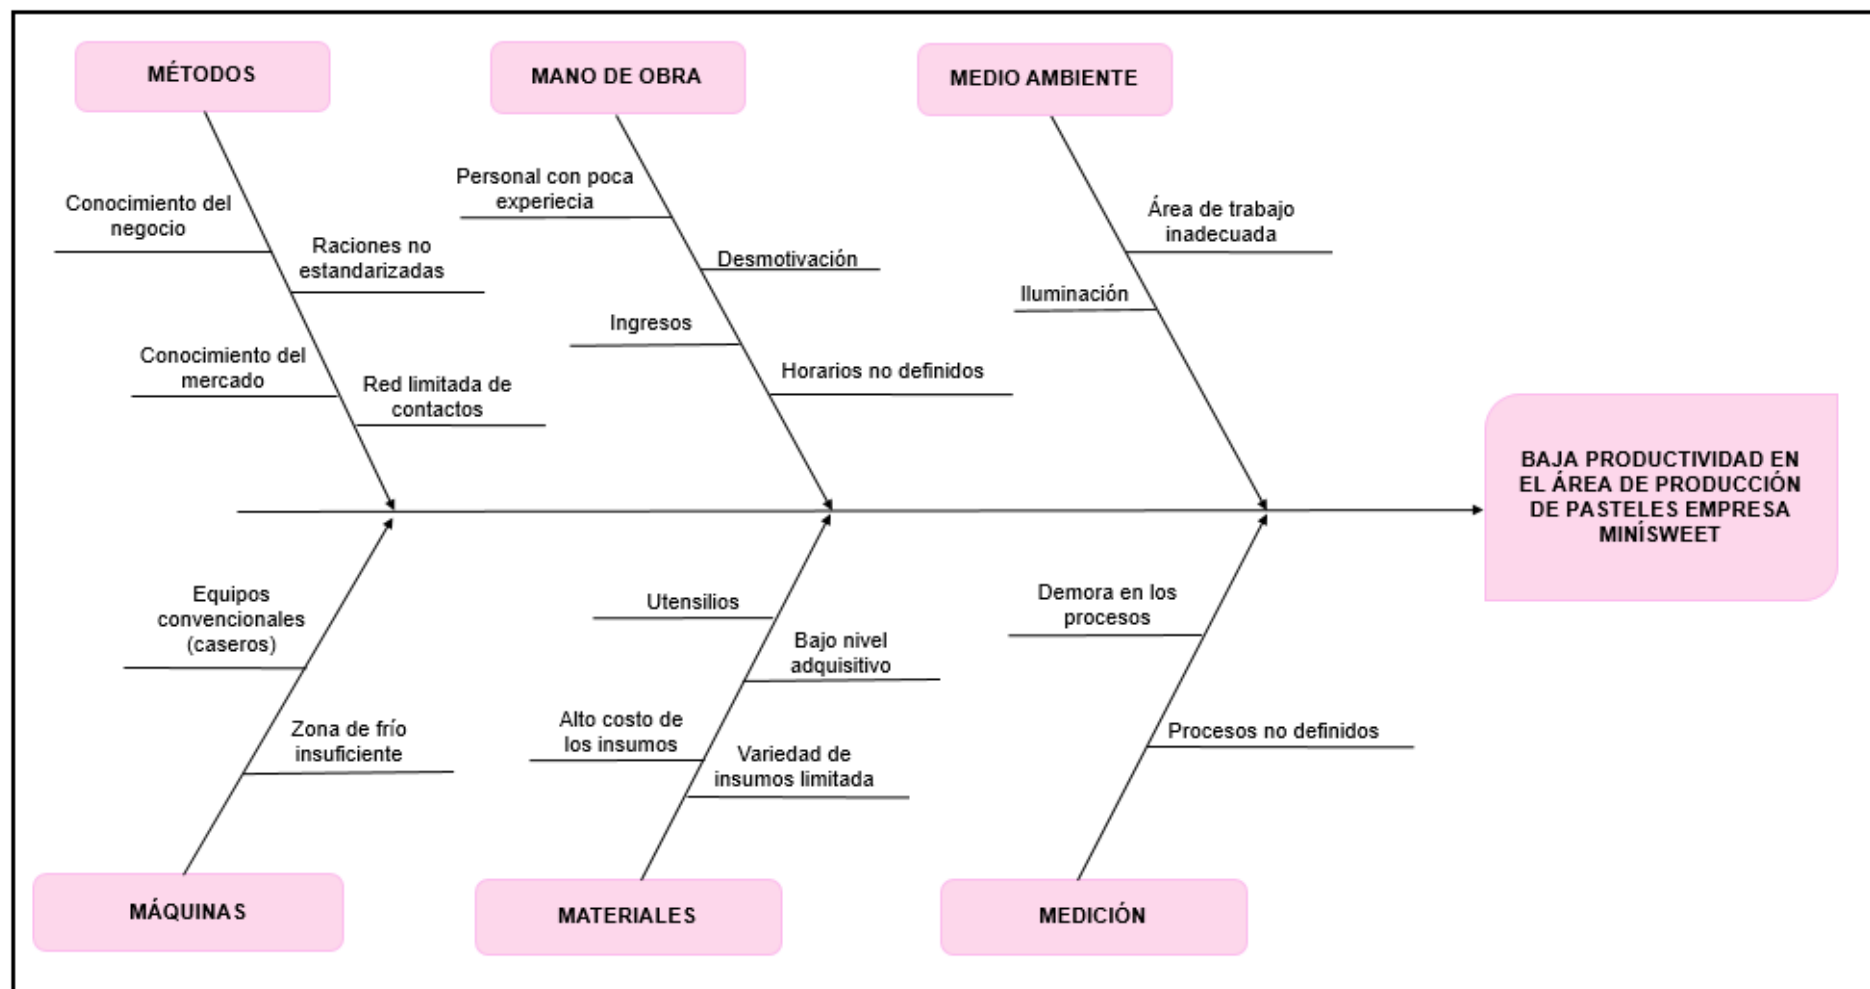 MÉTODOS
MANO DE OBRA
MEDIO AMBIENTE
Conocimiento del
negocio
Raciones no
estandarizadas
Conocimiento del
mercado
Red limitada de
contactos
Personal con poca
experiecia
Desmotivación
Ingresos
Horarios no definidos
Área de trabajo
inadecuada
Iluminación
BAJA PRODUCTIVIDAD EN
EL ÁREA DE PRODUCCIÓN
DE PASTELES EMPRESA
MINÍSWEET
Equipos
convencionales
(caseros)
Zona de frío
insuficiente
Utensilios
Bajo nivel
adquisitivo
Alto costo de
los insumos
Variedad de
insumos limitada
Demora en los
procesos
Procesos no definidos
MÁQUINAS
MATERIALES
MEDICIÓN